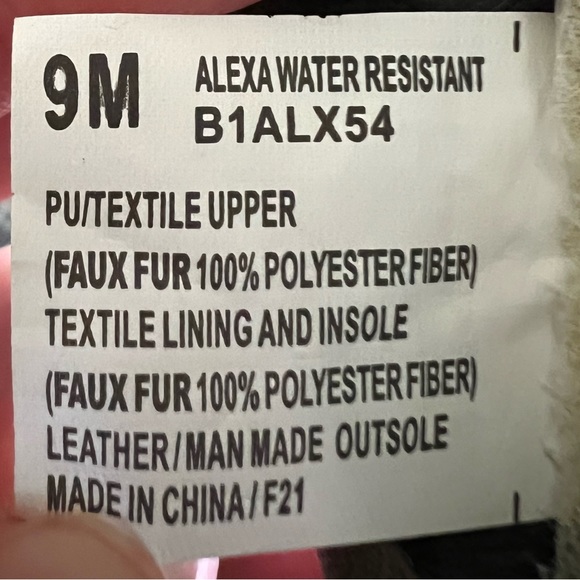 9M ALEXA WATER RESISTANT
B1ALX54
PU/TEXTILE UPPER
(FAUX FUR 100% POLYESTER FIBER)
TEXTILE LINING AND INSOLE
(FAUX FUR 100% POLYESTER FIBER)
LEATHER/MAN MADE OUTSOLE
MADE IN CHINA/F21